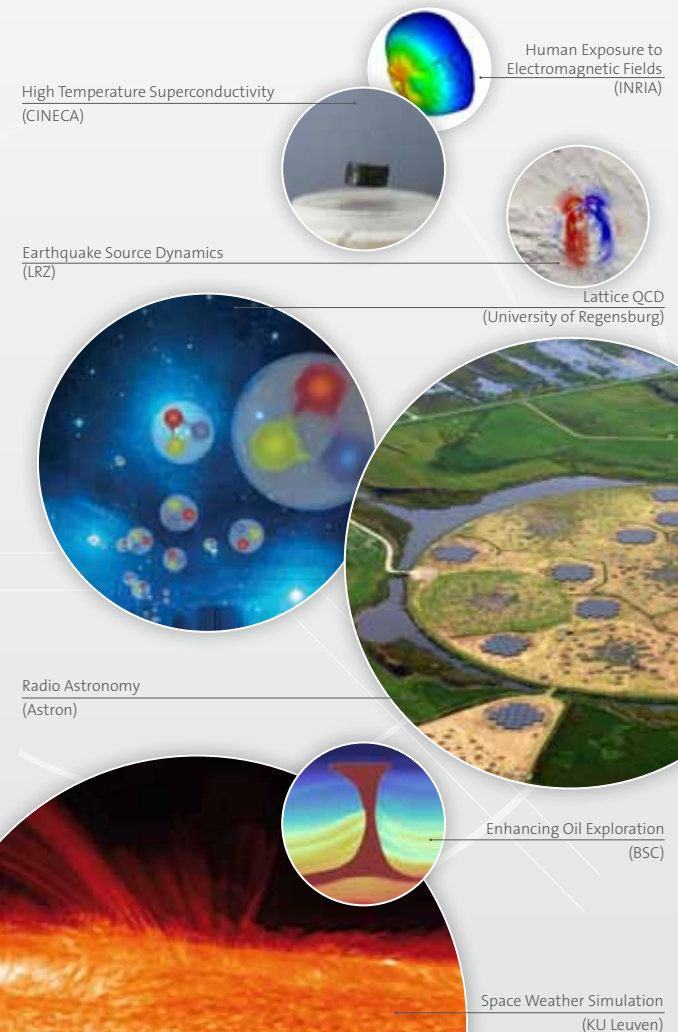 Human Exposure to
Electromagnetic Fields
(INRIA)
High Temperature Superconductivity
(CINECA)
Earthquake Source Dynamics
(LRZ)
Lattice QCD
(University of Regensburg)
Radio Astronomy
(Astron)
Enhancing Oil Exploration
(BSC)
Space Weather Simulation
(KU Leuven)